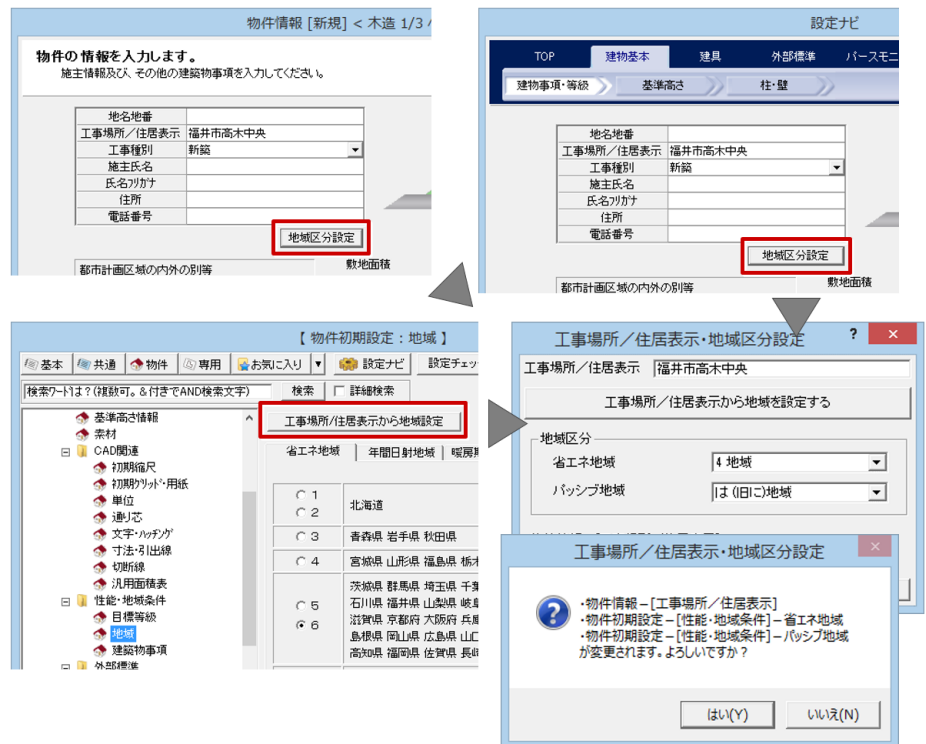 物件情報 [新規] < 木造 1/3
物件の情報を入力します。
施主情報及び、その他の建築物事項を入力してください。
地名地番
工事場所／住居表示 福井市高木中央
工事種別 新築
施主氏名
氏名フリガナ
住所
電話番号
地域区分設定
都市計画区域の内外の別等
敷地面積
設定ナビ
TOP 建物基本 建具 外部標準 パースモニ
建物事項・等級 基準高さ 柱・壁
地名地番
工事場所／住居表示 福井市高木中央
工事種別 新築
施主氏名
氏名フリガナ
住所
電話番号
地域区分設定
都市計画区域の内外の別等
敷地面積
【 物件初期設定：地域 】
基本 共通 物件 専用 お気に入り 設定ナビ 設定チェッ
[検索ワード]は？(複数可。＆付きでAND検索文字) 検索 詳細検索
基準高さ情報
素材
CAD関連
初期縮尺
初期グリッド・用紙
単位
通り芯
文字・ハッチング
寸法・引出線
切断線
汎用面積表
性能・地域条件
目標等級
地域
建築物事項
外部標準
工事場所/住居表示から地域設定
省エネ地域 年間日射地域 暖房期
1
2
北海道
3 青森県 岩手県 秋田県
4 宮城県 山形県 福島県 栃木
5
6
茨城県 群馬県 埼玉県 千葉
石川県 福井県 山梨県 岐阜
滋賀県 京都府 大阪府 兵庫
島根県 岡山県 広島県 山口
高知県 福岡県 佐賀県 長崎
工事場所／住居表示・地域区分設定 ? ×
工事場所／住居表示 福井市高木中央
工事場所／住居表示から地域を設定する
地域区分
省エネ地域 4 地域
パッシブ地域 は (旧に)地域
工事場所／住居表示・地域区分設定 ×
・物件情報－[工事場所／住居表示]
・物件初期設定－[性能・地域条件]－省エネ地域
・物件初期設定－[性能・地域条件]－パッシブ地域
が変更されます。よろしいですか？
はい(Y) いいえ(N)